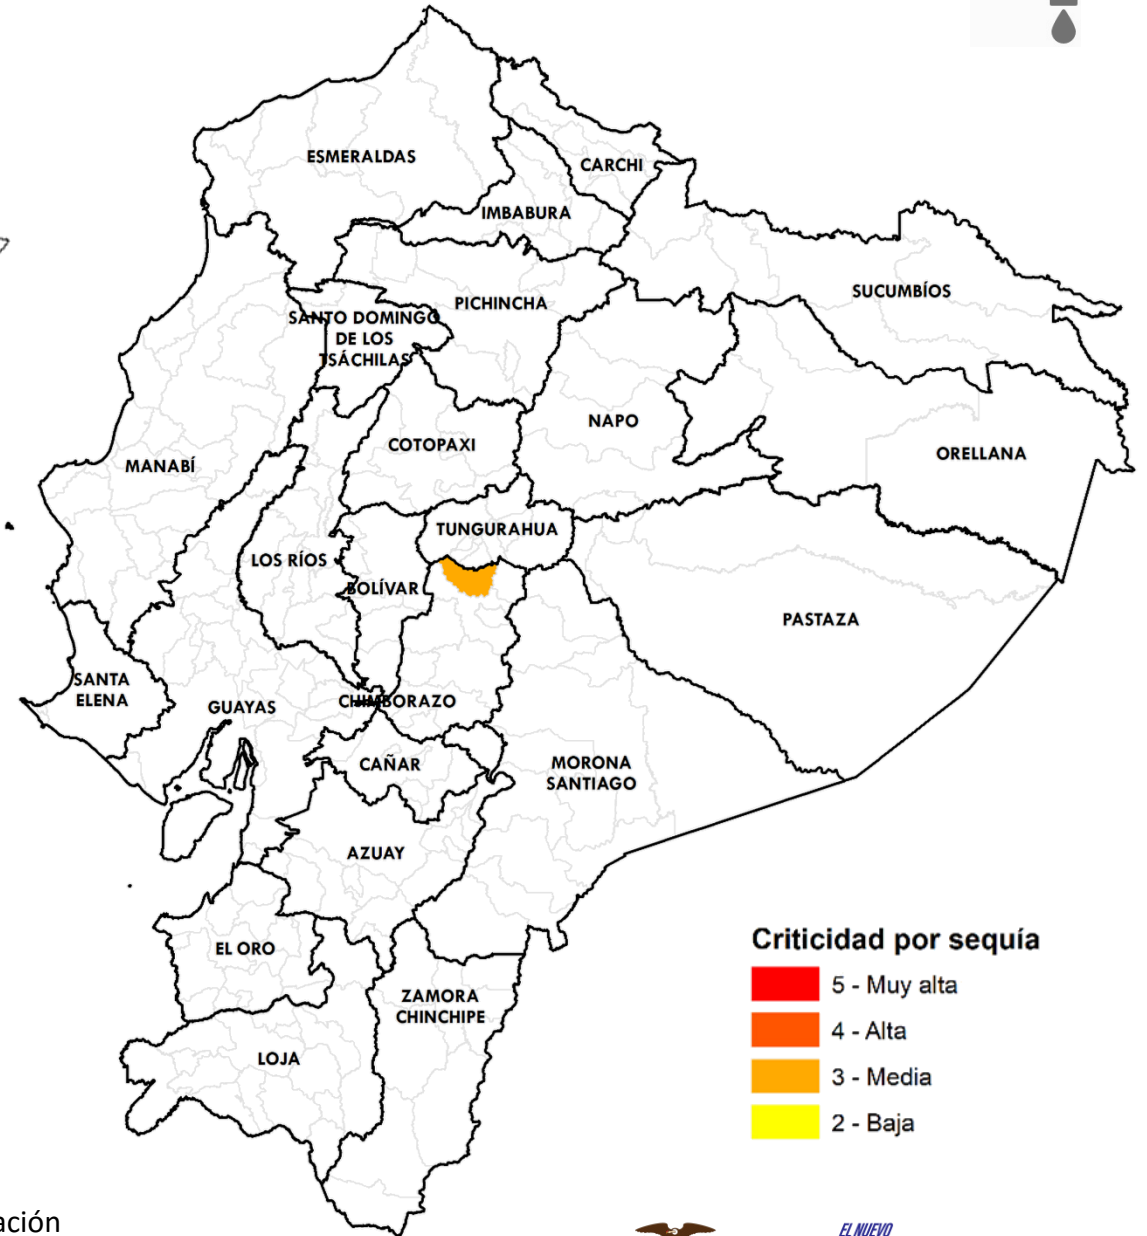 ESMERALDAS
CARCHI
IMBABURA
SUCUMBÍOS
PICHINCHA
SANTO DOMINGO
DE LOS
TSÁCHILAS
NAPO
COTOPAXI
ORELLANA
MANABÍ
TUNGURAHUA
LOS RÍOS
BOLÍVAR
PASTAZA
SANTA
ELENA
CHIMBORAZO
GUAYAS
CAÑAR
MORONA
SANTIAGO
AZUAY
EL ORO
ZAMORA
CHINCHIPE
LOJA
Criticidad por sequía
5 - Muy alta
4 - Alta
3 - Media
2 - Baja
ación
EL NUEVO